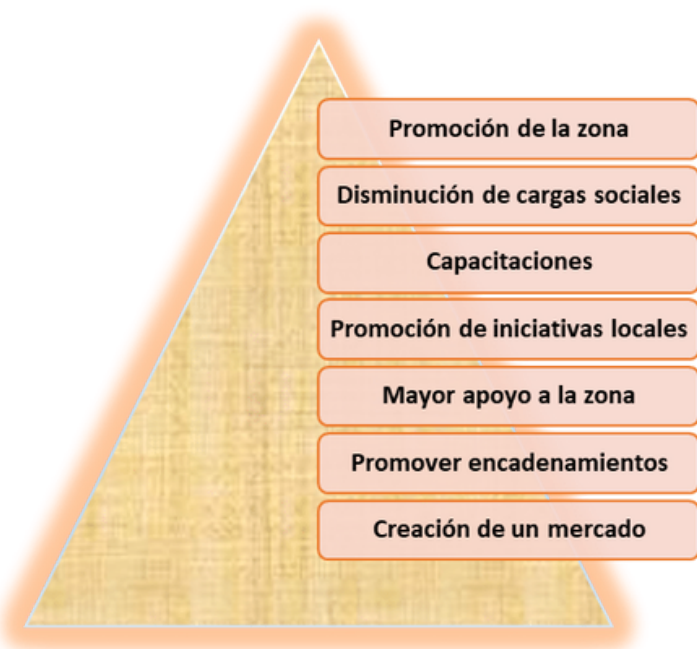 Promoción de la zona
Disminución de cargas sociales
Capacitaciones
Promoción de iniciativas locales
Mayor apoyo a la zona
Promover encadenamientos
Creación de un mercado